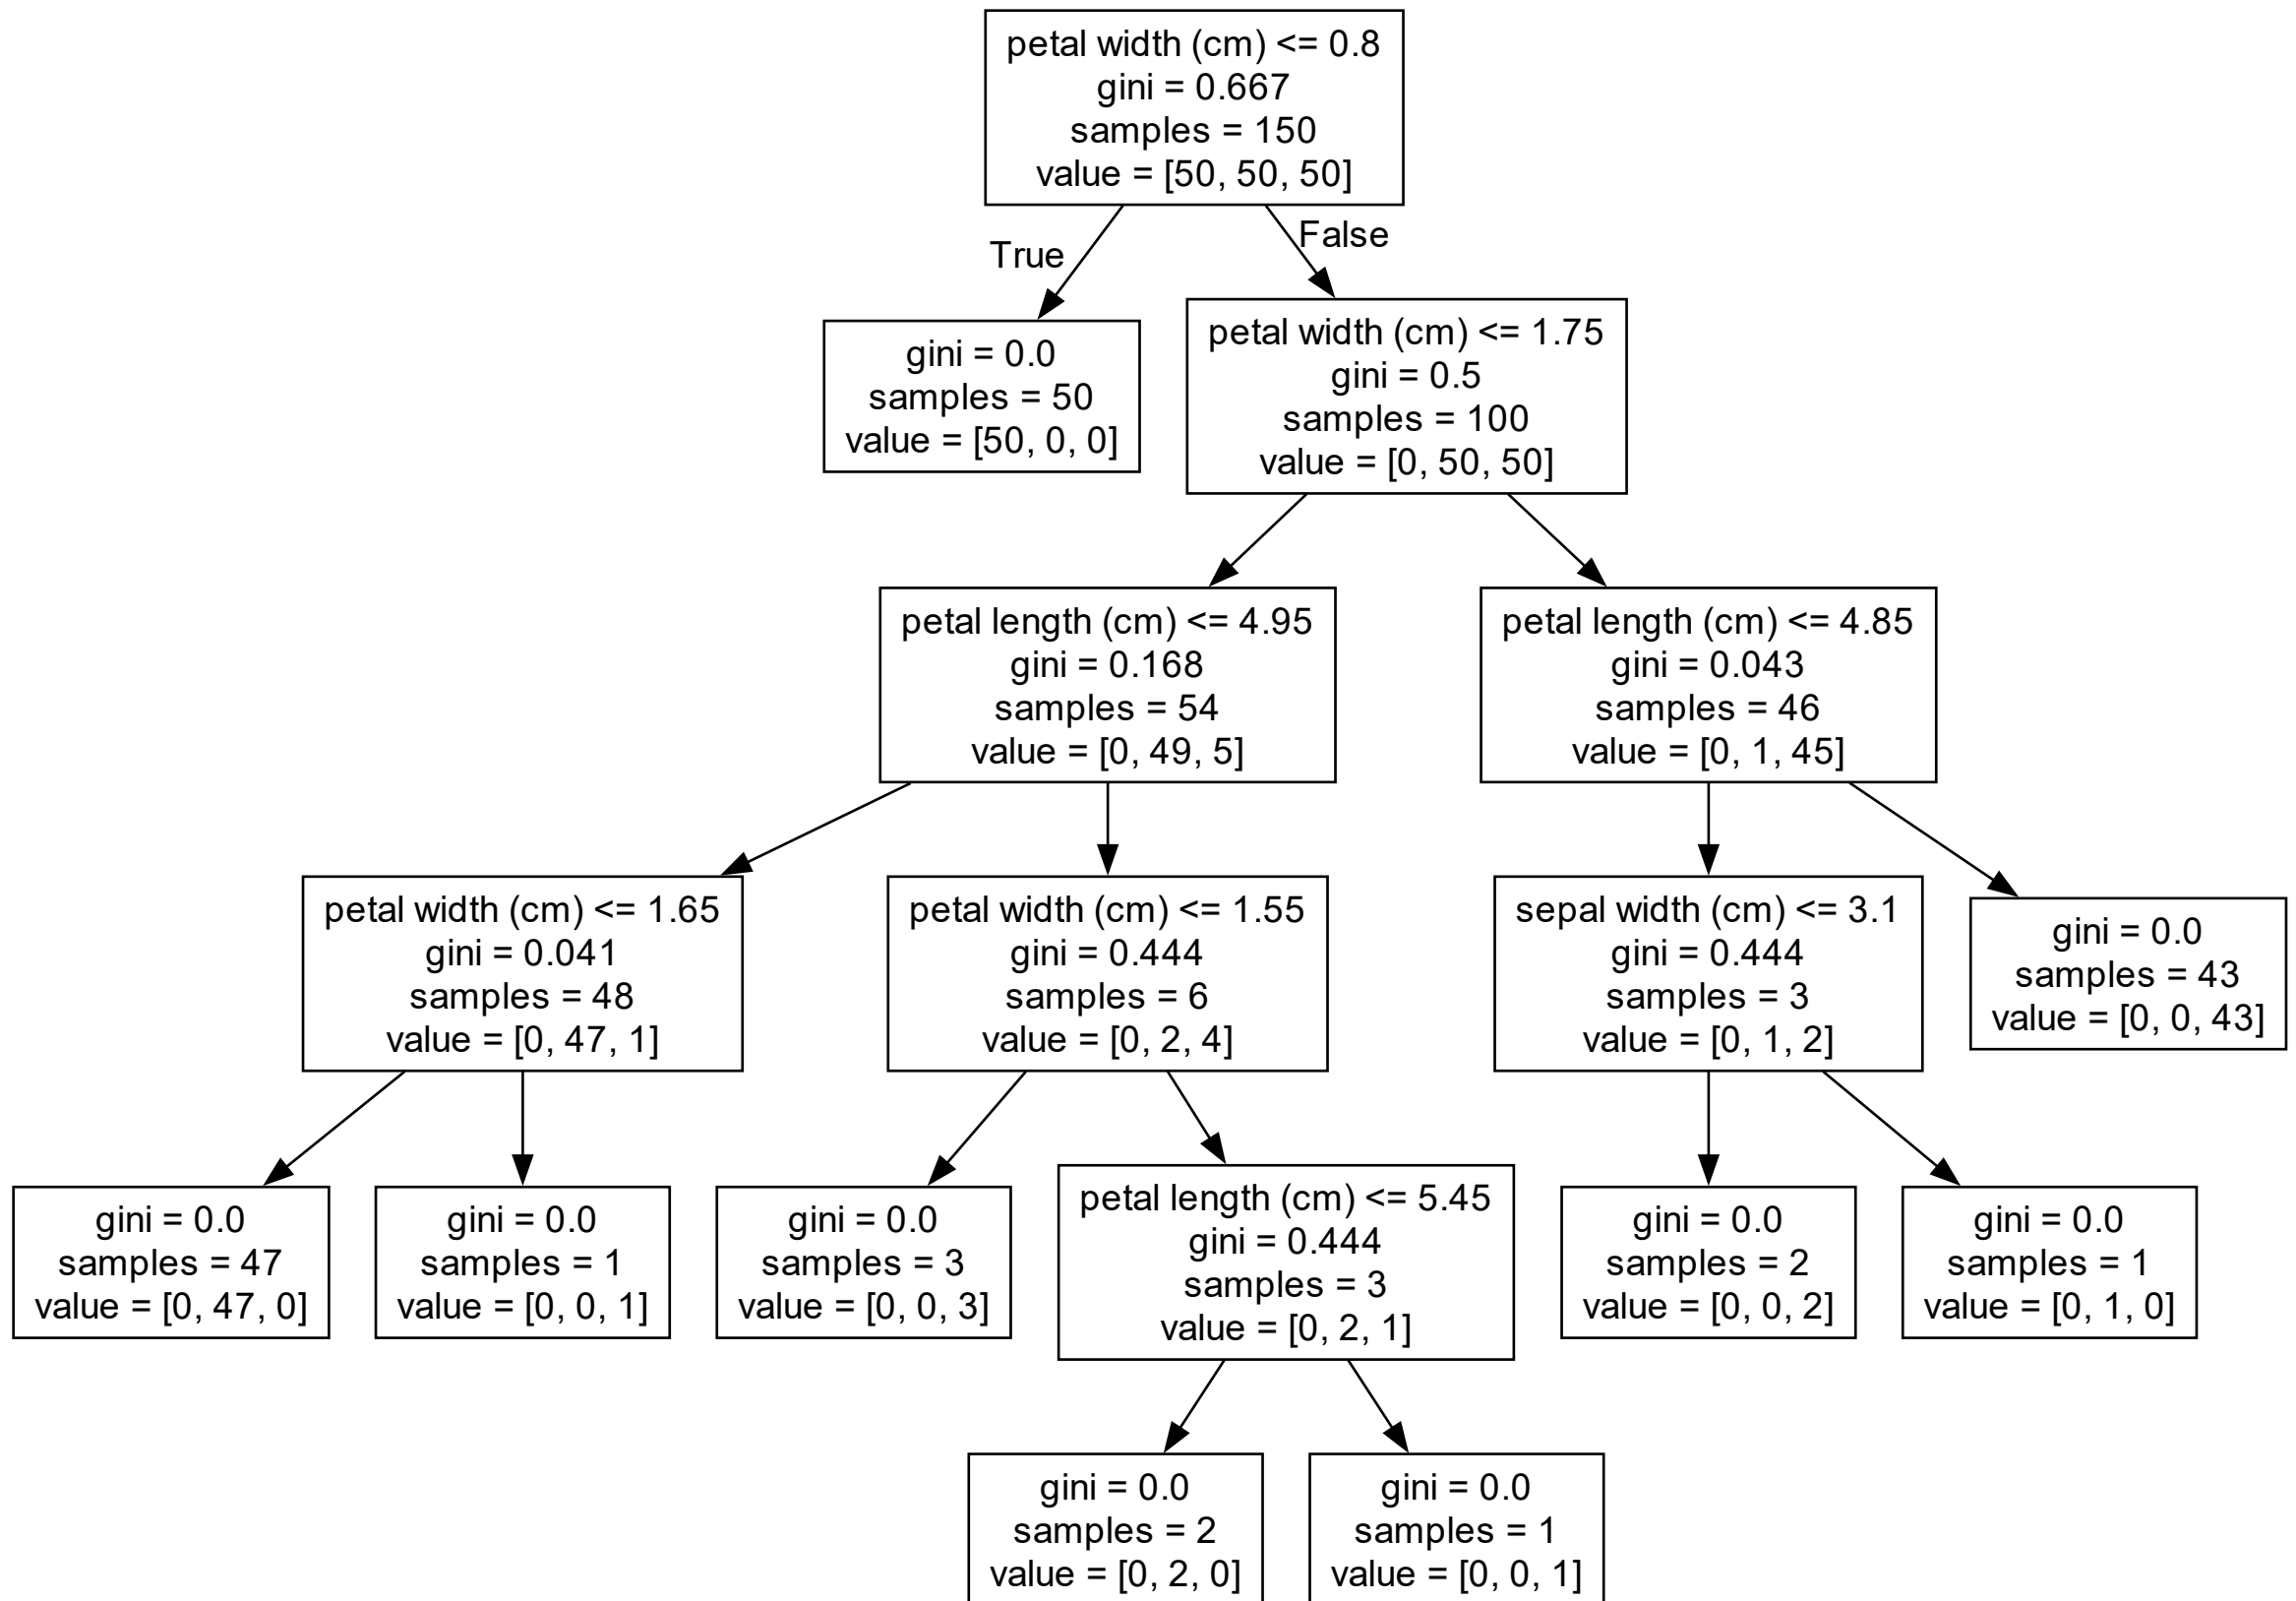 petal width (cm) <= 0.8
gini = 0.667
samples = 150
value = [50, 50, 50]
True
False
gini = 0.0
samples = 50
value = [50, 0, 0]
petal width (cm) <= 1.75
gini = 0.5
samples = 100
value = [0, 50, 50]
petal length (cm) <= 4.95
gini = 0.168
samples = 54
value = [0, 49, 5]
petal length (cm) <= 4.85
gini = 0.043
samples = 46
value = [0, 1, 45]
petal width (cm) <= 1.65
gini = 0.041
samples = 48
value = [0, 47, 1]
petal width (cm) <= 1.55
gini = 0.444
samples = 6
value = [0, 2, 4]
sepal width (cm) <= 3.1
gini = 0.444
samples = 3
value = [0, 1, 2]
gini = 0.0
samples = 43
value = [0, 0, 43]
gini = 0.0
samples = 47
value = [0, 47, 0]
gini = 0.0
samples = 1
value = [0, 0, 1]
gini = 0.0
samples = 3
value = [0, 0, 3]
petal length (cm) <= 5.45
gini = 0.444
samples = 3
value = [0, 2, 1]
gini = 0.0
samples = 2
value = [0, 0, 2]
gini = 0.0
samples = 1
value = [0, 1, 0]
gini = 0.0
samples = 2
value = [0, 2, 0]
gini = 0.0
samples = 1
value = [0, 0, 1]